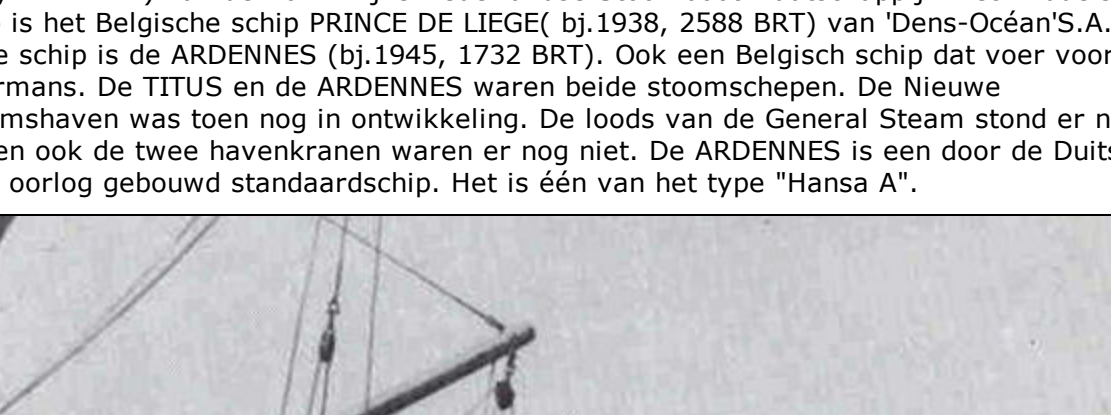 is het Belgische schip PRINCE DE LIEGE( bj.1938, 2588 BRT) van 'Dens-Océan'S.A.
schip is de ARDENNES (bj.1945, 1732 BRT). Ook een Belgisch schip dat voer voor
rmans. De TITUS en de ARDENNES waren beide stoomschepen. De Nieuwe
mshaven was toen nog in ontwikkeling. De loods van de General Steam stond er n
en ook de twee havenkranen waren er nog niet. De ARDENNES is een door de Duits
oorlog gebouwd standaardschip. Het is één van het type "Hansa A".